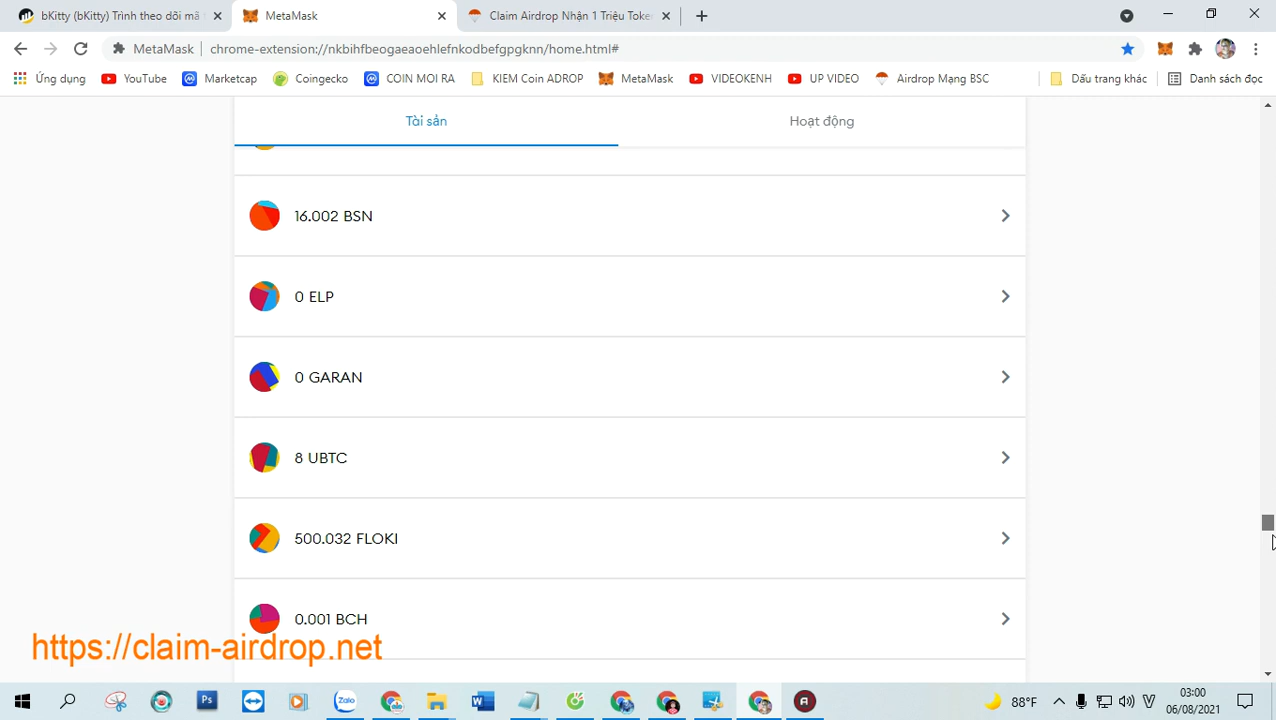 bKitty (bKitty) Trình theo dõi mã t
MetaMask
Claim Airdrop Nhận 1 Triệu Token
MetaMask
chrome-extension://nkbihfbeogaeaoehlefnkodbefgpgknn/home.html#
Ứng dụng
YouTube
Marketcap
Coingecko
COIN MOI RA
KIEM Coin ADROP
MetaMask
VIDEOKENH
UP VIDEO
Airdrop Mạng BSC
Dấu trang khác
Danh sách đọc
Tài sản
Hoạt động
16.002 BSN
0 ELP
0 GARAN
8 UBTC
500.032 FLOKI
0.001 BCH
https://claim-airdrop.net
Ps
Zalo
W
A
88°F
V
03:00
06/08/2021